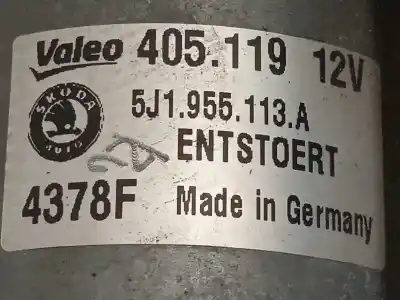 Valeo 405.119 12V
5J1.955.113.A
ŠKODA
AUTO
ENTSTOERT
4378F Made in Germany